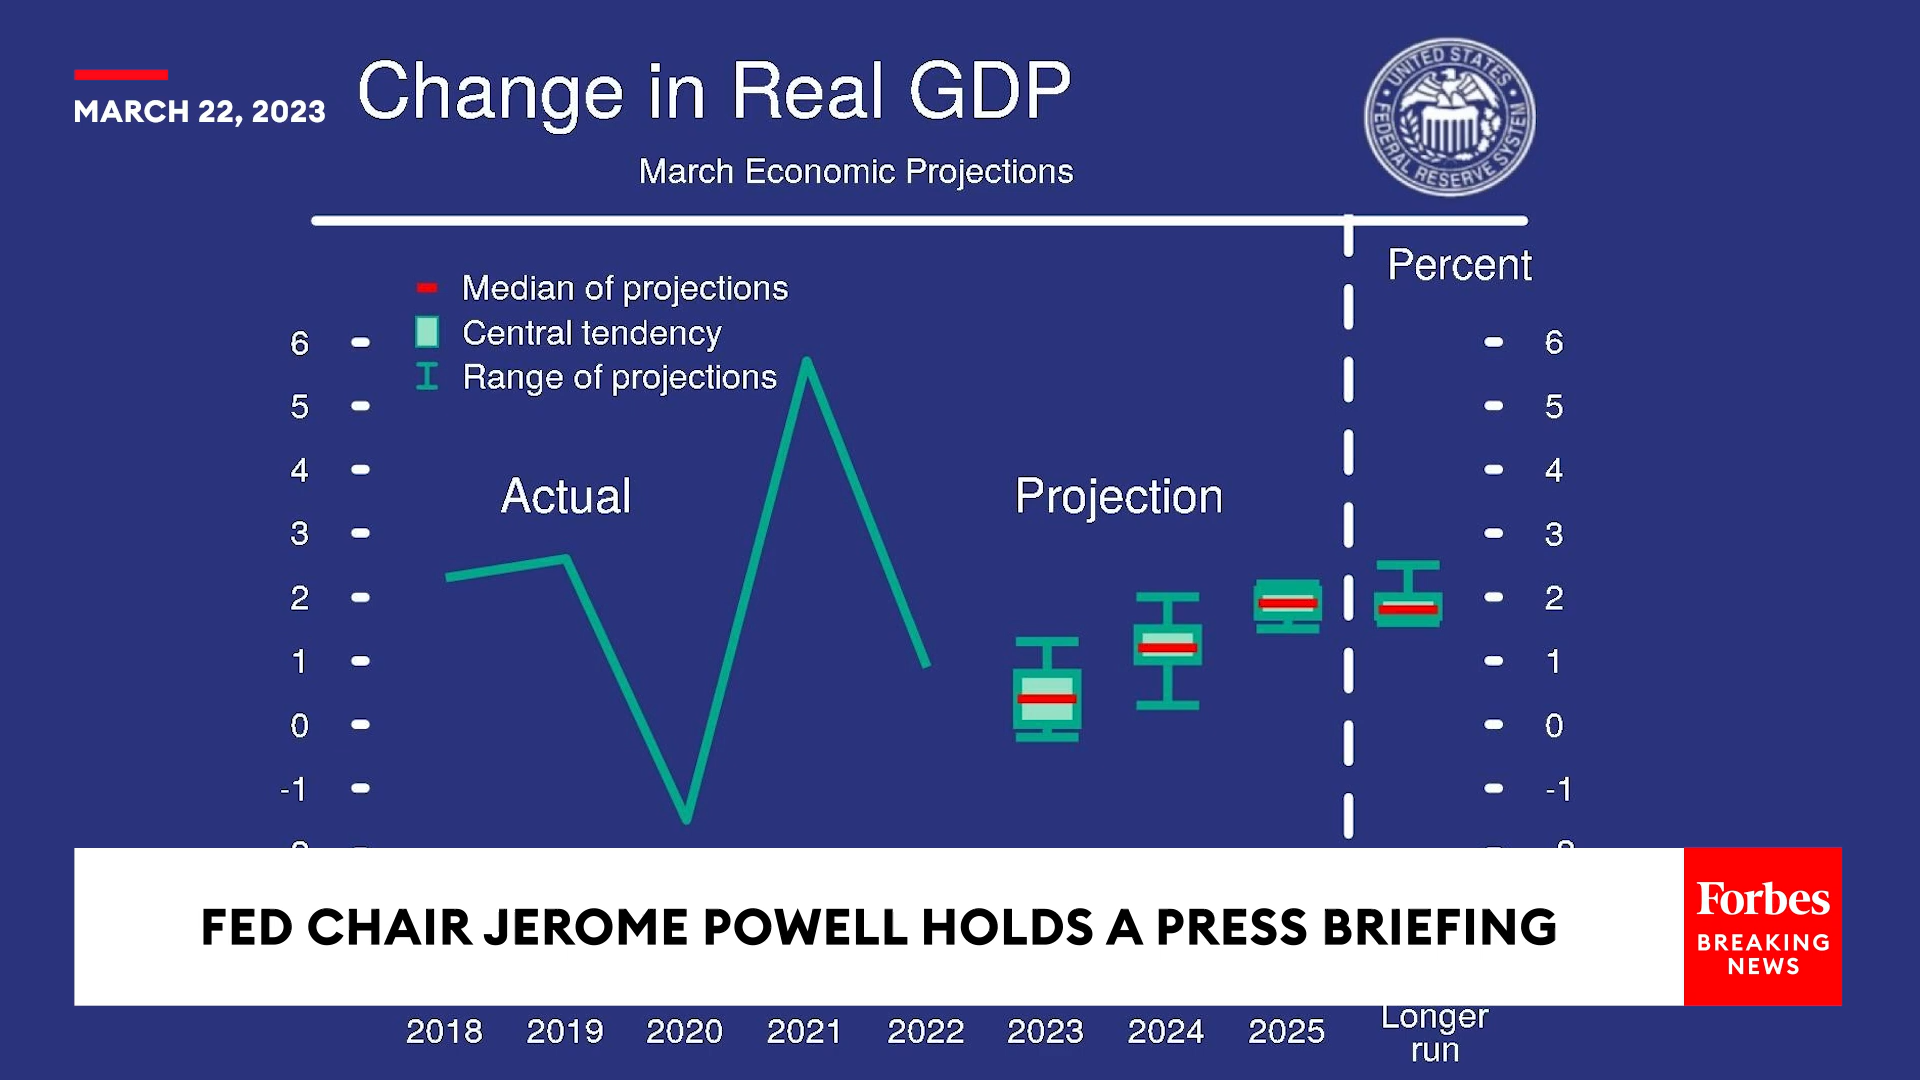 MARCH 22, 2023
Change in Real GDP
March Economic Projections
UNITED STATES
FEDERAL RESERVE SYSTEM
Percent
Median of projections
Central tendency
Range of projections
6 6
5 5
4 4
Actual Projection
3 3
2 2
1 1
0 0
-1 -1
FED CHAIR JEROME POWELL HOLDS A PRESS BRIEFING
Forbes
BREAKING
NEWS
2018 2019 2020 2021 2022 2023 2024 2025 Longer
run